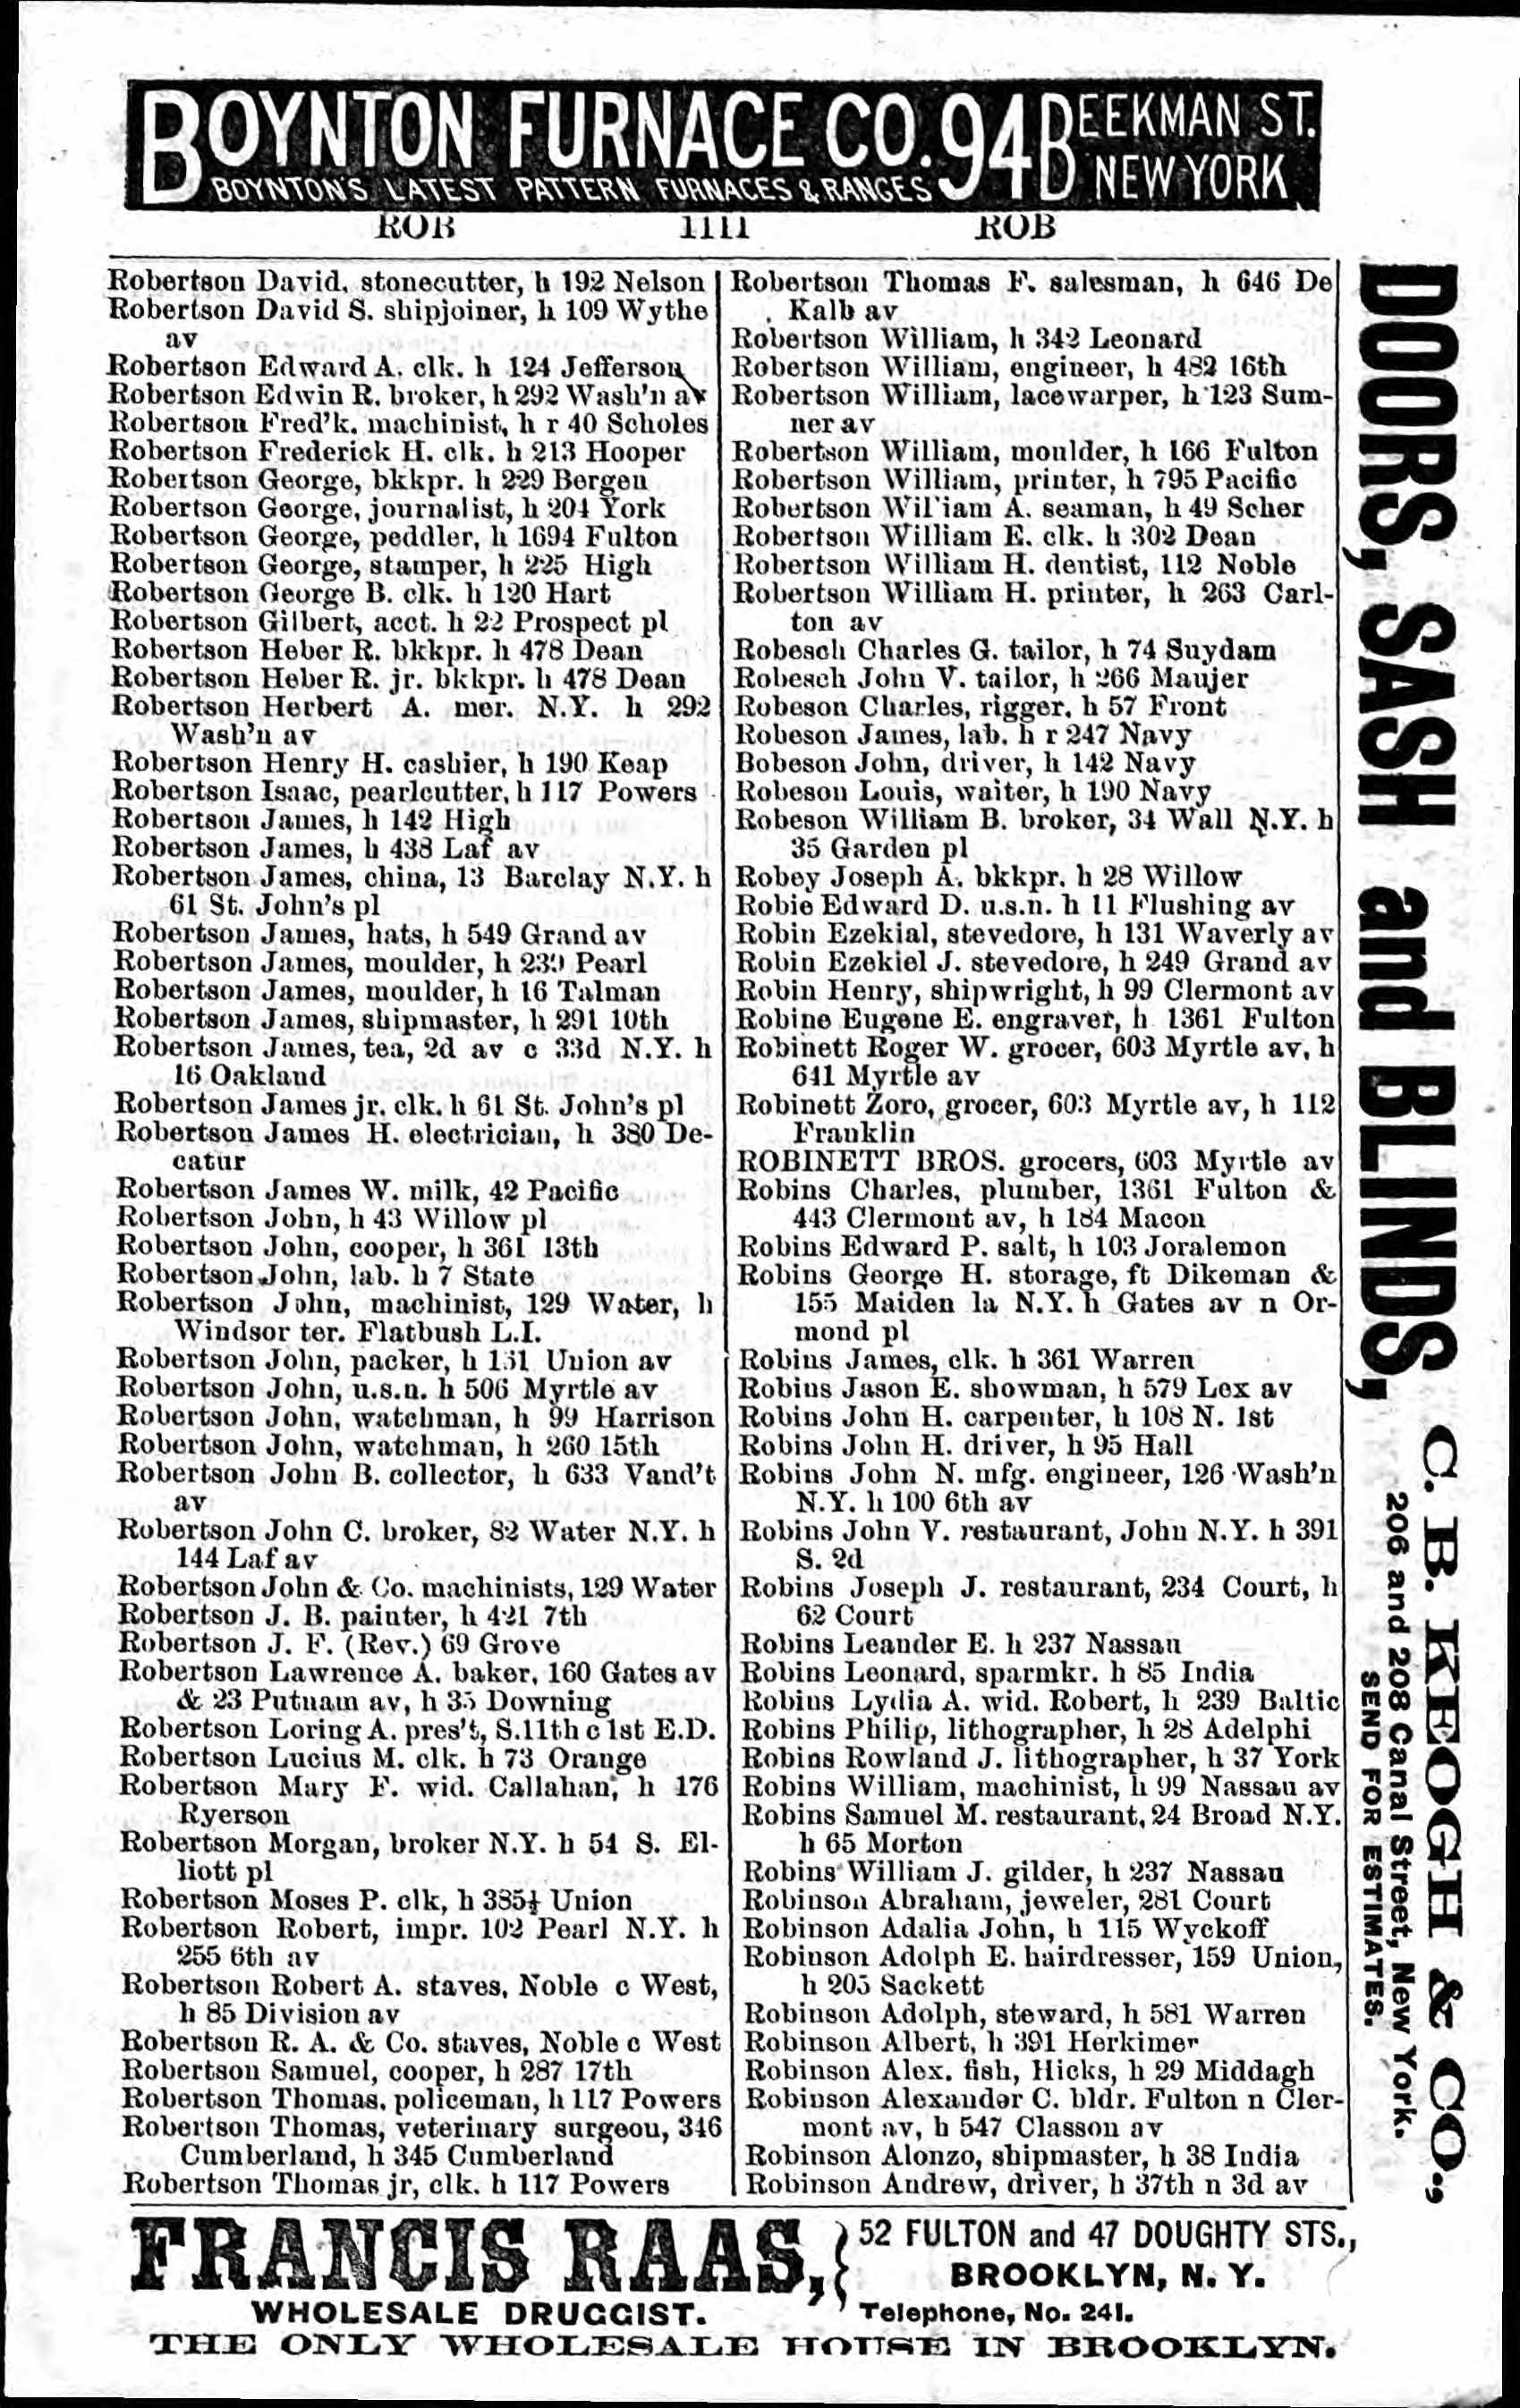 BOYNTON FURNACE CO. 94 BEEKMAN ST. NEW YORK
BOYNTON'S LATEST PATTERN FURNACES & RANGES
ROB 1111 ROB
Robertson David, stonecutter, h 192 Nelson
Robertson David S. shipjoiner, h 109 Wythe
av
Robertson Edward A. clk. h 124 Jefferson
Robertson Edwin R. broker, h 292 Wash'n av
Robertson Fred'k. machinist, h r 40 Scholes
Robertson Frederick H. clk. h 213 Hooper
Robertson George, bkkpr. h 229 Bergen
Robertson George, journalist, h 204 York
Robertson George, peddler, h 1694 Fulton
Robertson George, stamper, h 225 High
Robertson George B. clk. h 120 Hart
Robertson Gilbert, acct. h 22 Prospect pl
Robertson Heber R. bkkpr. h 478 Dean
Robertson Heber R. jr. bkkpr. h 478 Dean
Robertson Herbert A. mer. N.Y. h 292
Wash'n av
Robertson Henry H. cashier, h 190 Keap
Robertson Isaac, pearlcutter, h 117 Powers
Robertson James, h 142 High
Robertson James, h 438 Laf av
Robertson James, china, 13 Barclay N.Y. h
61 St. John's pl
Robertson James, hats, h 549 Grand av
Robertson James, moulder, h 239 Pearl
Robertson James, moulder, h 16 Talman
Robertson James, shipmaster, h 291 10th
Robertson James, tea, 2d av c 33d N.Y. h
16 Oakland
Robertson James jr. clk. h 61 St. John's pl
Robertson James H. electrician, h 380 De-
catur
Robertson James W. milk, 42 Pacific
Robertson John, h 43 Willow pl
Robertson John, cooper, h 361 13th
Robertson John, lab. h 7 State
Robertson John, machinist, 129 Water, h
Windsor ter. Flatbush L.I.
Robertson John, packer, h 151 Union av
Robertson John, u.s.n. h 506 Myrtle av
Robertson John, watchman, h 99 Harrison
Robertson John, watchman, h 260 15th
Robertson John B. collector, h 633 Vand't
av
Robertson John C. broker, 82 Water N.Y. h
144 Laf av
Robertson John & Co. machinists, 129 Water
Robertson J. B. painter, h 421 7th
Robertson J. F. (Rev.) 69 Grove
Robertson Lawrence A. baker, 160 Gates av
& 23 Putnam av, h 35 Downing
Robertson Loring A. pres't, S.11th c 1st E.D.
Robertson Lucius M. clk. h 73 Orange
Robertson Mary F. wid. Callahan, h 176
Ryerson
Robertson Morgan, broker N.Y. h 54 S. El-
liott pl
Robertson Moses P. clk, h 385½ Union
Robertson Robert, impr. 102 Pearl N.Y. h
255 6th av
Robertson Robert A. staves, Noble c West,
h 85 Division av
Robertson R. A. & Co. staves, Noble c West
Robertson Samuel, cooper, h 287 17th
Robertson Thomas, policeman, h 117 Powers
Robertson Thomas, veterinary surgeon, 346
Cumberland, h 345 Cumberland
Robertson Thomas jr, clk. h 117 Powers
Robertson Thomas F. salesman, h 646 De
Kalb av
Robertson William, h 342 Leonard
Robertson William, engineer, h 482 16th
Robertson William, lacewarper, h 123 Sum-
ner av
Robertson William, moulder, h 166 Fulton
Robertson William, printer, h 795 Pacific
Robertson William A. seaman, h 49 Scher
Robertson William E. clk. h 302 Dean
Robertson William H. dentist, 112 Noble
Robertson William H. printer, h 263 Carl-
ton av
Robesch Charles G. tailor, h 74 Suydam
Robesch John V. tailor, h 266 Maujer
Robeson Charles, rigger, h 57 Front
Robeson James, lab. h r 247 Navy
Bobeson John, driver, h 142 Navy
Robeson Louis, waiter, h 190 Navy
Robeson William B. broker, 34 Wall N.Y. h
35 Garden pl
Robey Joseph A. bkkpr. h 28 Willow
Robie Edward D. u.s.n. h 11 Flushing av
Robin Ezekial, stevedore, h 131 Waverly av
Robin Ezekiel J. stevedore, h 249 Grand av
Robin Henry, shipwright, h 99 Clermont av
Robine Eugene E. engraver, h 1361 Fulton
Robinett Roger W. grocer, 603 Myrtle av, h
641 Myrtle av
Robinett Zoro, grocer, 603 Myrtle av, h 112
Franklin
ROBINETT BROS. grocers, 603 Myrtle av
Robins Charles, plumber, 1361 Fulton &
443 Clermont av, h 184 Macon
Robins Edward P. salt, h 103 Joralemon
Robins George H. storage, ft Dikeman &
155 Maiden la N.Y. h Gates av n Or-
mond pl
Robins James, clk. h 361 Warren
Robins Jason E. showman, h 579 Lex av
Robins John H. carpenter, h 108 N. 1st
Robins John H. driver, h 95 Hall
Robins John N. mfg. engineer, 126 Wash'n
N.Y. h 100 6th av
Robins John V. restaurant, John N.Y. h 391
S. 2d
Robins Joseph J. restaurant, 234 Court, h
62 Court
Robins Leander E. h 237 Nassau
Robins Leonard, sparmkr. h 85 India
Robins Lydia A. wid. Robert, h 239 Baltic
Robins Philip, lithographer, h 28 Adelphi
Robins Rowland J. lithographer, h 37 York
Robins William, machinist, h 99 Nassau av
Robins Samuel M. restaurant, 24 Broad N.Y.
h 65 Morton
Robins William J. gilder, h 237 Nassau
Robinson Abraham, jeweler, 281 Court
Robinson Adalia John, h 115 Wyckoff
Robinson Adolph E. hairdresser, 159 Union,
h 205 Sackett
Robinson Adolph, steward, h 581 Warren
Robinson Albert, h 391 Herkimer
Robinson Alex. fish, Hicks, h 29 Middagh
Robinson Alexander C. bldr. Fulton n Cler-
mont av, h 547 Classon av
Robinson Alonzo, shipmaster, h 38 India
Robinson Andrew, driver, h 37th n 3d av
DOORS, SASH and BLINDS,
C. B. KEOGH & CO.,
206 and 208 Canal Street, New York.
SEND FOR ESTIMATES.
FRANCIS RAAS, 52 FULTON and 47 DOUGHTY STS.,
BROOKLYN, N. Y.
WHOLESALE DRUGGIST. Telephone, No. 241.
THE ONLY WHOLESALE HOUSE IN BROOKLYN.